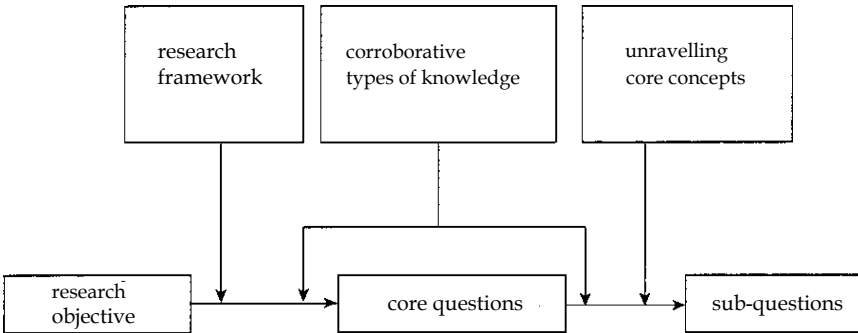 research
framework
corroborative
types of knowledge
unravelling
core concepts
research
objective
core questions
sub-questions